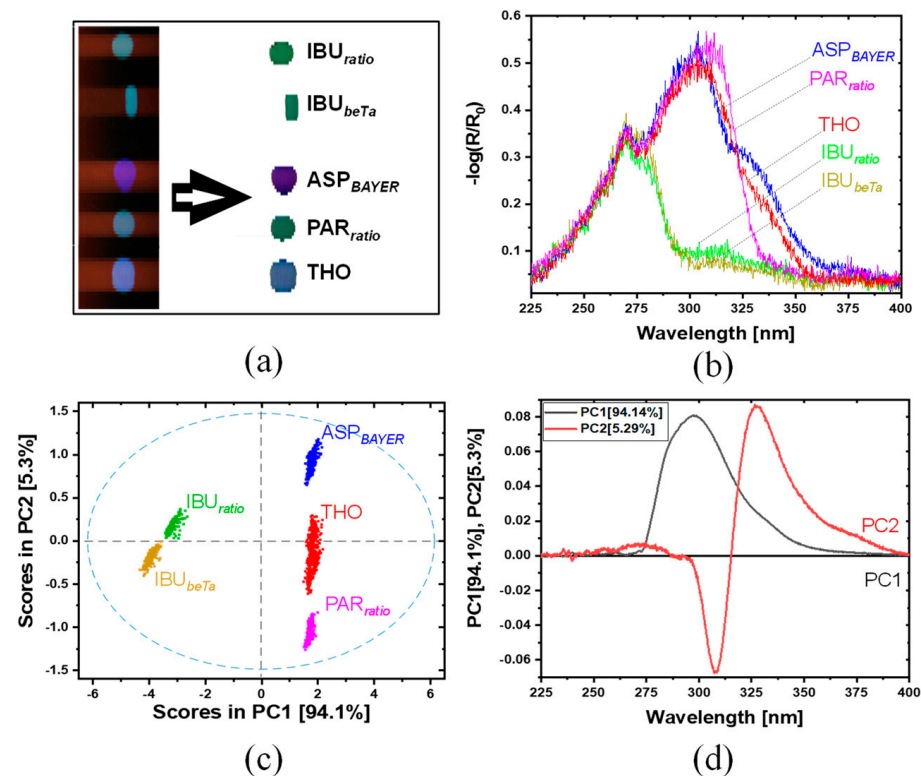 IBUratio
IBUbeTa
ASPBAYER
PARratio
THO
(a)
-0.6
0.5
0.4
0.3
0.2
0.1
-log(R/R0)
ASPBAYER
PARratio
THO
IBUratio
IBUbeTa
225 250 275 300 325 350 375 400
Wavelength [nm]
(b)
1.5
1.0
0.5
0.0
-0.5
-1.0
-1.5
Scores in PC2 [5.3%]
ASPBAYER
IBUratio
THO
IBUbeTa
PARratio
-6 -4 -2 0 2 4 6
Scores in PC1 [94.1%]
(c)
PC1[94.14%]
PC2[5.29%]
0.08
0.06
0.04
0.02
0.00
-0.02
-0.04
-0.06
PC1[94.1%], PC2[5.3%]
PC2
PC1
225 250 275 300 325 350 375 400
Wavelength [nm]
(d)